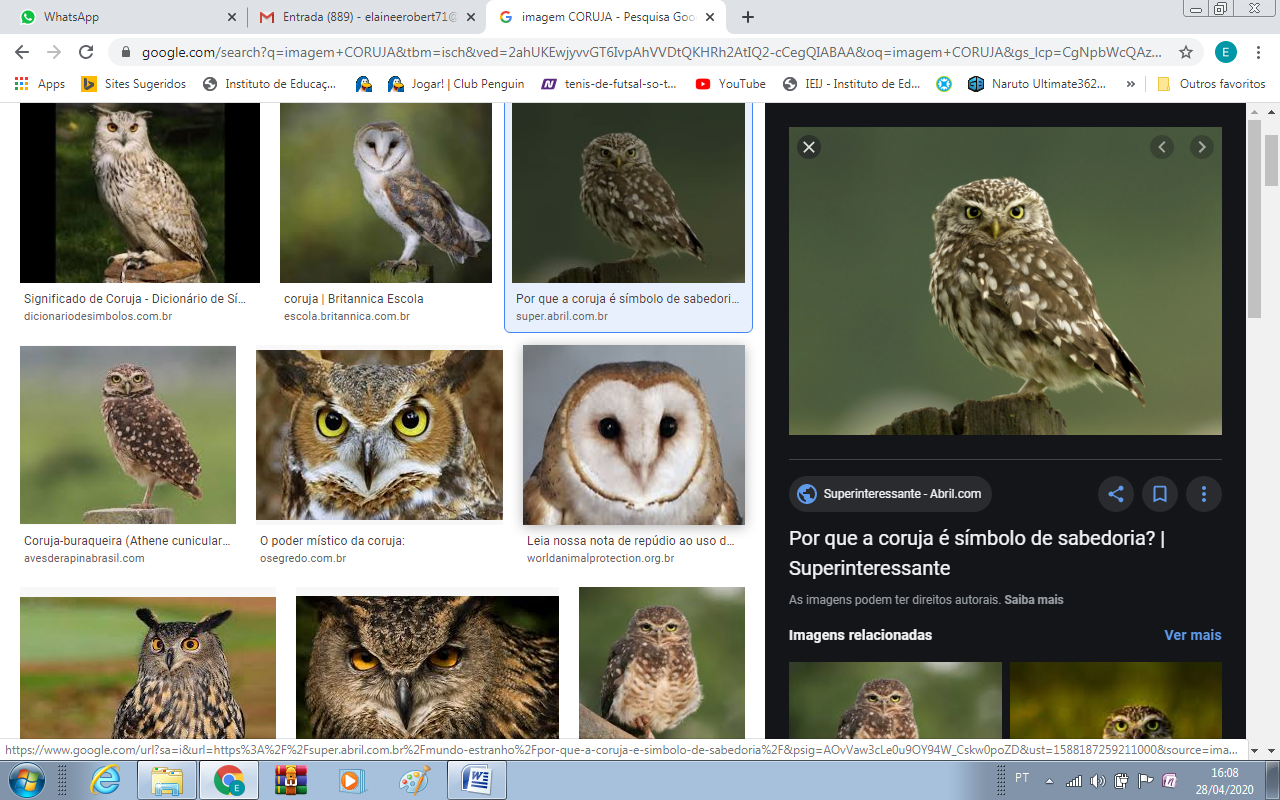 WhatsApp
Entrada (889) - elaineerobert71@
imagem CORUJA - Pesquisa Goo
google.com/search?q=imagem+CORUJA&tbm=isch&ved=2ahUKEwjyvvGT6IvpAhVVDtQKHRh2AtIQ2-cCegQIABAA&oq=imagem+CORUJA&gs_lcp=CgNpbWcQAz...
E
Apps
Sites Sugeridos
Instituto de Educaç...
Jogar! | Club Penguin
tenis-de-futsal-so-t...
YouTube
IEIJ - Instituto de Ed...
Naruto Ultimate362...
»
Outros favoritos
Significado de Coruja - Dicionário de Sí...
dicionariodesimbolos.com.br
coruja | Britannica Escola
escola.britannica.com.br
Por que a coruja é símbolo de sabedori...
super.abril.com.br
Coruja-buraqueira (Athene cunicular...
avesderapinabrasil.com
O poder místico da coruja:
osegredo.com.br
Leia nossa nota de repúdio ao uso d...
worldanimalprotection.org.br
Superinteressante - Abril.com
Por que a coruja é símbolo de sabedoria? |
Superinteressante
As imagens podem ter direitos autorais. Saiba mais
Imagens relacionadas
Ver mais
https://www.google.com/url?sa=i&url=https%3A%2F%2Fsuper.abril.com.br%2Fmundo-estranho%2Fpor-que-a-coruja-e-simbolo-de-sabedoria%2F&psig=AOvVaw3cLe0u9OY94W_Cskw0poZD&ust=1588187259211000&source=ima...
PT
16:08
28/04/2020